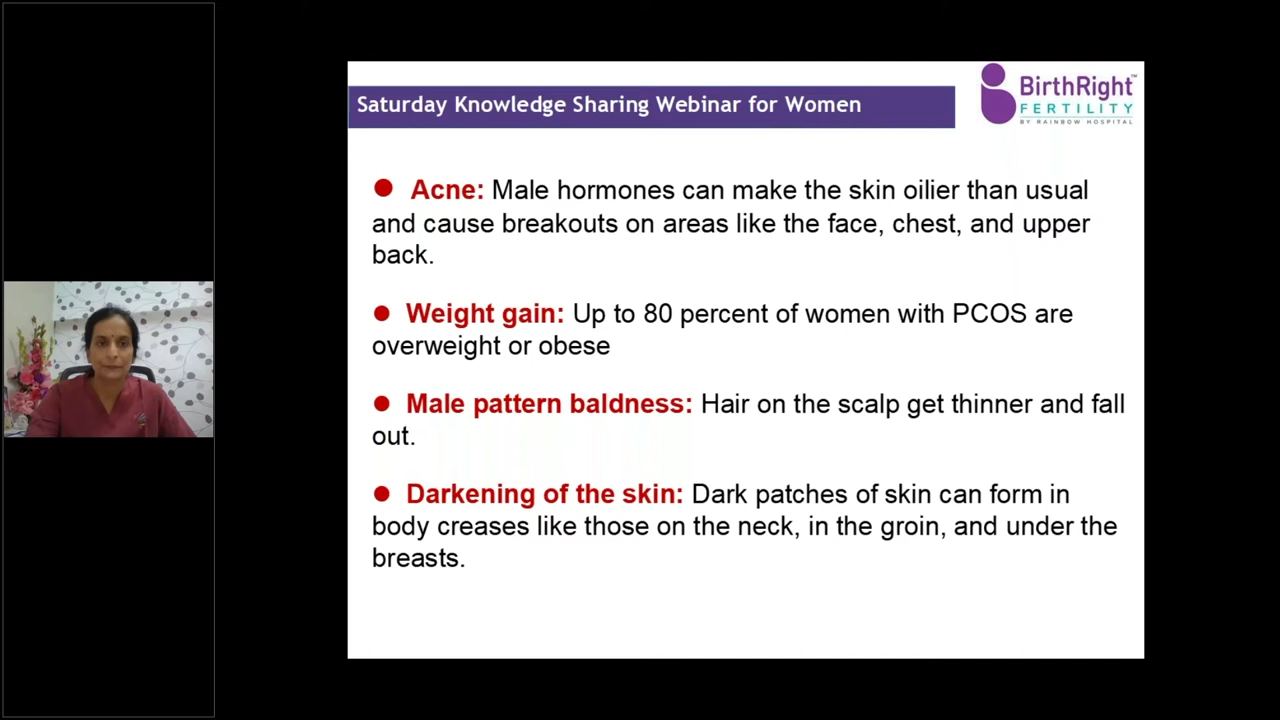 Saturday Knowledge Sharing Webinar for Women
BirthRight™
FERTILITY
BY RAINBOW HOSPITAL
● Acne: Male hormones can make the skin oilier than usual
and cause breakouts on areas like the face, chest, and upper
back.
● Weight gain: Up to 80 percent of women with PCOS are
overweight or obese
● Male pattern baldness: Hair on the scalp get thinner and fall
out.
● Darkening of the skin: Dark patches of skin can form in
body creases like those on the neck, in the groin, and under the
breasts.